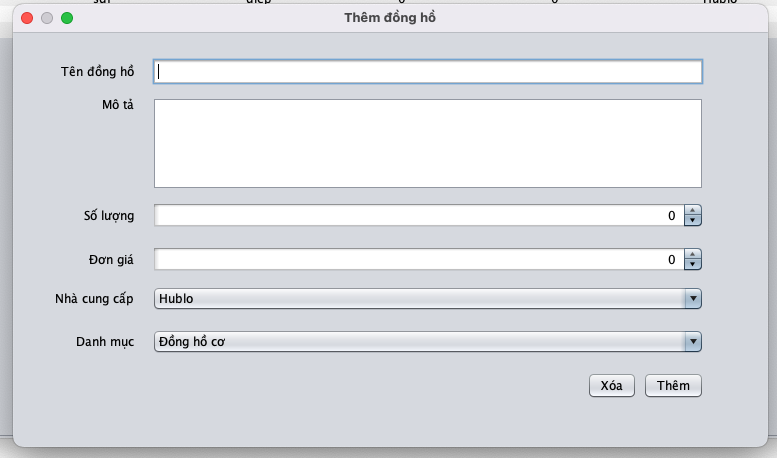 Thêm đồng hồ
Tên đồng hồ
Mô tả
Số lượng 0
Đơn giá 0
Nhà cung cấp Hublo
Danh mục Đồng hồ cơ
Xóa Thêm